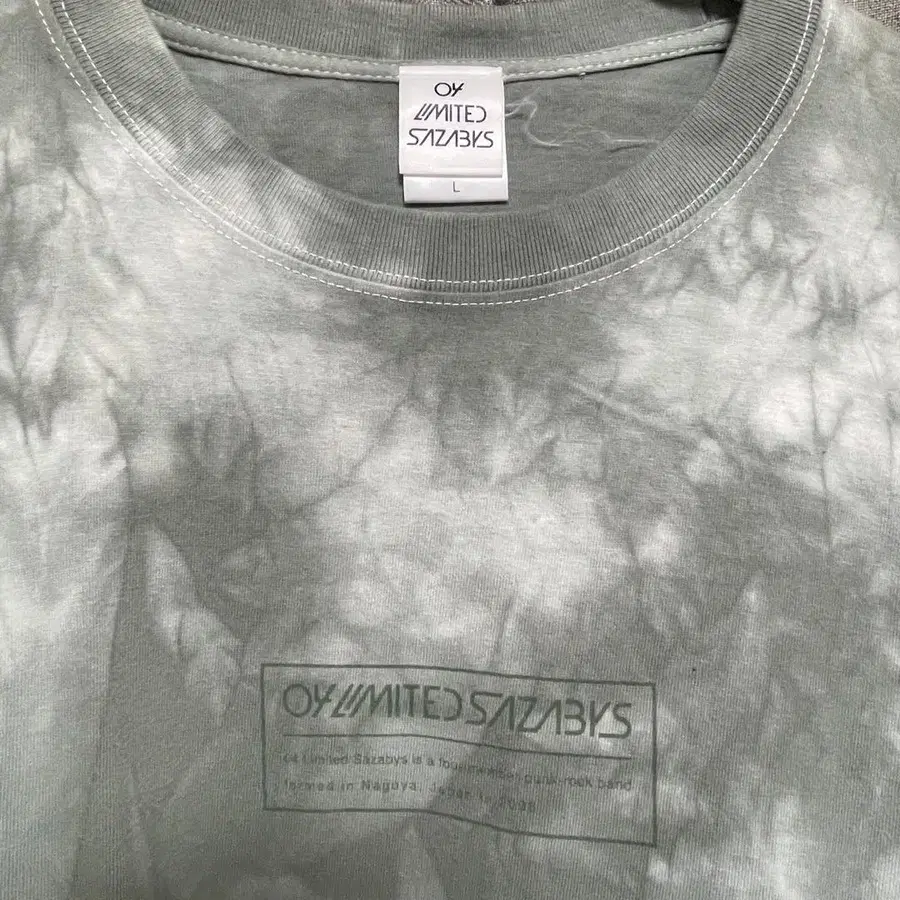 04
LIMITED
SAZABYS
L
04 LIMITED SAZABYS
04 Limited Sazabys is a four-member punk rock band
formed in Nagoya, Japan in 2008